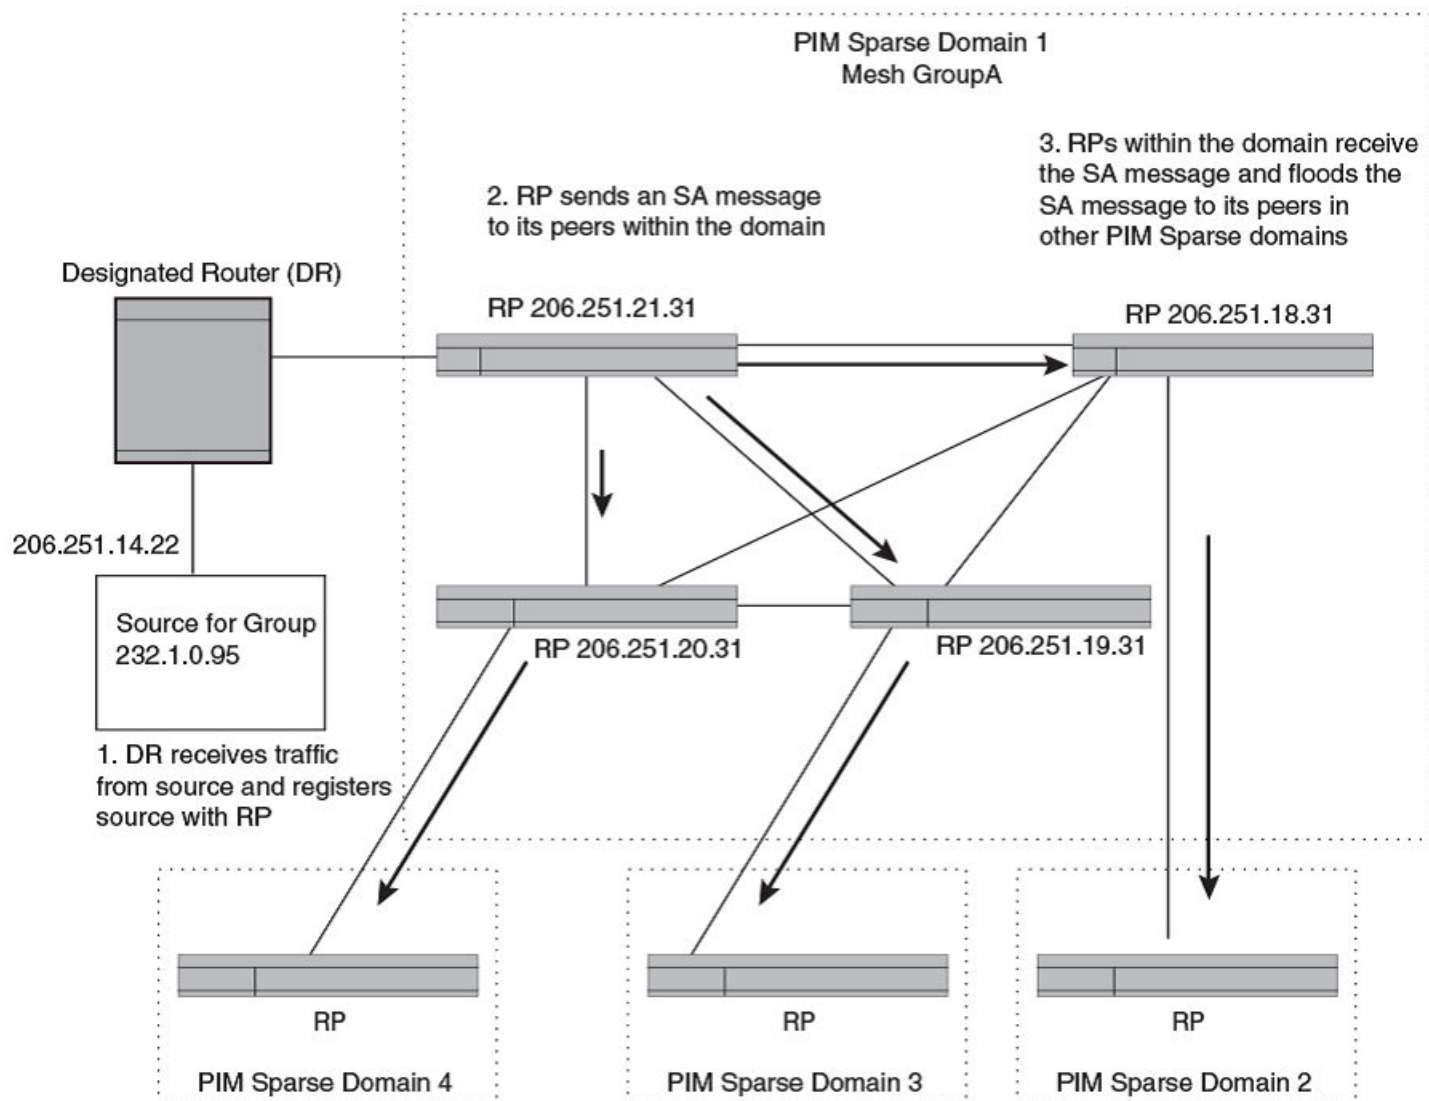 PIM Sparse Domain 1
Mesh GroupA
3. RPs within the domain receive
the SA message and floods the
SA message to its peers in
other PIM Sparse domains
2. RP sends an SA message
to its peers within the domain
Designated Router (DR)
RP 206.251.21.31
RP 206.251.18.31
206.251.14.22
Source for Group
232.1.0.95
RP 206.251.20.31
RP 206.251.19.31
1. DR receives traffic
from source and registers
source with RP
RP
RP
RP
PIM Sparse Domain 4
PIM Sparse Domain 3
PIM Sparse Domain 2